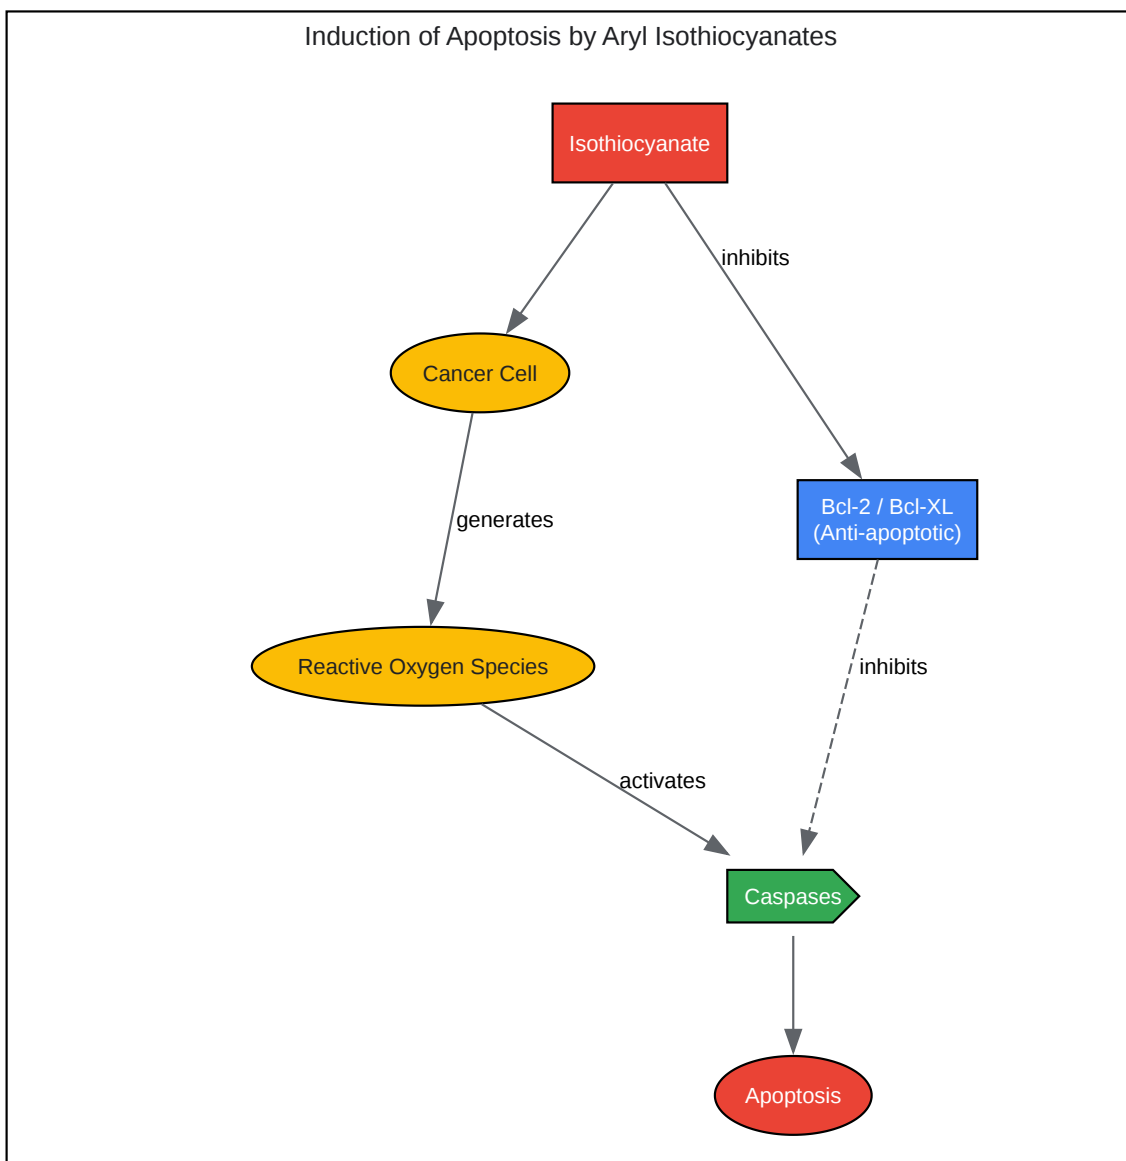 Induction of Apoptosis by Aryl Isothiocyanates
Isothiocyanate
inhibits
Cancer Cell
generates
Bcl-2 / Bcl-XL
(Anti-apoptotic)
Reactive Oxygen Species
inhibits
activates
Caspases
Apoptosis